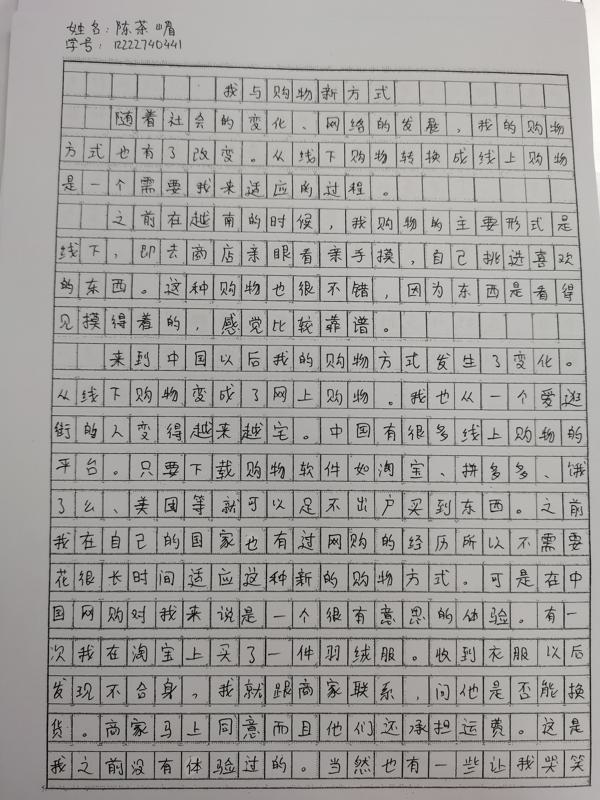 姓名：陈茶嵋
学号：12222740441
我与购物新方式
随着社会的变化、网络的发展，我的购物
方式也有了改变。从线下购物转换成线上购物
是一个需要我来适应的过程。
之前在越南的时候，我购物的主要形式是
线下，即去商店亲眼看亲手摸，自己挑选喜欢
的东西。这种购物也很不错，因为东西是看得
见摸得着的，感觉比较靠谱。
来到中国以后我的购物方式发生了变化。
从线下购物变成了网上购物。我也从一个爱逛
街的人变得越来越宅。中国有很多线上购物的
平台。只要下载购物软件如淘宝、拼多多、饿
了么、美团等就可以足不出户买到东西。之前
我在自己的国家也有过网购的经历所以不需要
花很长时间适应这种新的购物方式。可是在中
国网购对我来说是一个很有意思的体验。有一
次我在淘宝上买了一件羽绒服。收到衣服以后
发现不合身，我就跟商家联系，问他是否能换
货。商家马上同意而且他们还承担运费。这是
我之前没有体验过的。当然也有一些让我哭笑